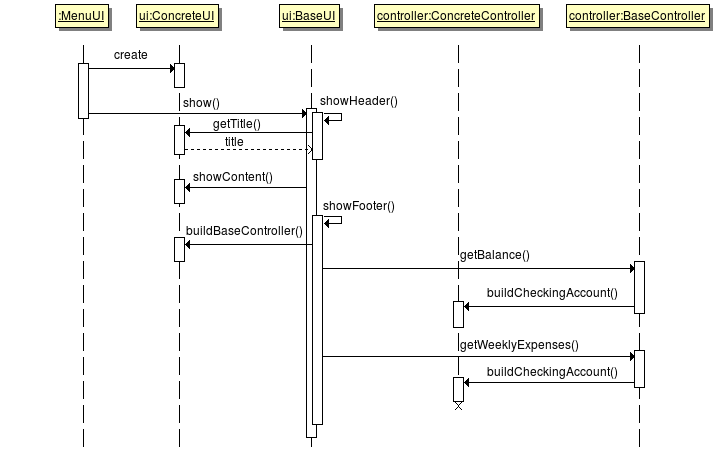 :MenuUI
ui:ConcreteUI
ui:BaseUI
controller:ConcreteController
controller:BaseController
create
show()
showHeader()
getTitle()
title
showContent()
showFooter()
buildBaseController()
getBalance()
buildCheckingAccount()
getWeeklyExpenses()
buildCheckingAccount()